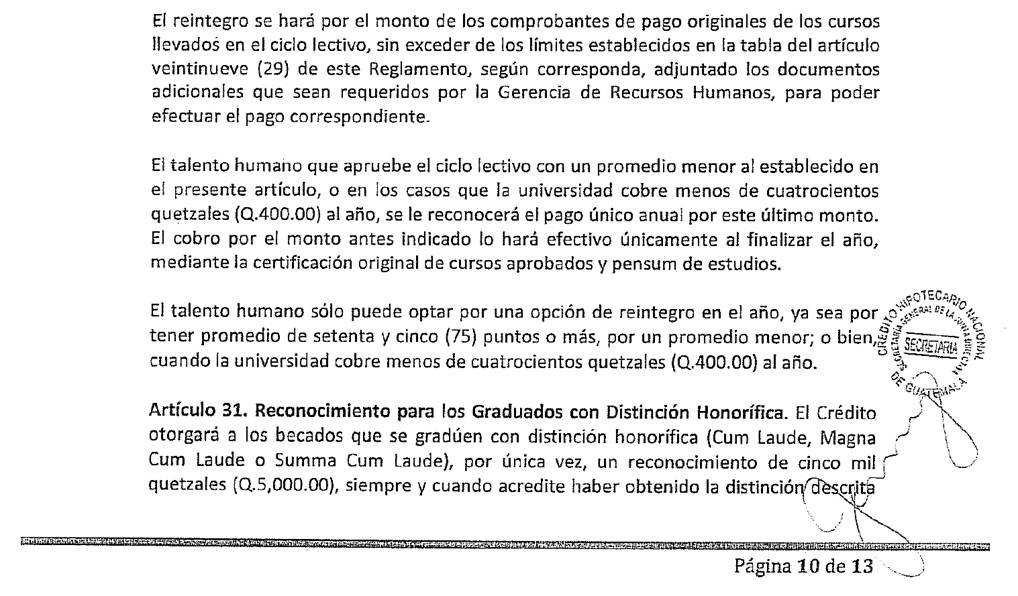 El reintegro se hará por el monto de los comprobantes de pago originales de los cursos
llevados en el ciclo lectivo, sin exceder de los límites establecidos en la tabla del artículo
veintinueve (29) de este Reglamento, según corresponda, adjuntado los documentos
adicionales que sean requeridos por la Gerencia de Recursos Humanos, para poder
efectuar el pago correspondiente.
El talento humano que apruebe el ciclo lectivo con un promedio menor al establecido en
el presente artículo, o en los casos que la universidad cobre menos de cuatrocientos
quetzales (Q.400.00) al año, se le reconocerá el pago único anual por este último monto.
El cobro por el monto antes indicado lo hará efectivo únicamente al finalizar el año,
mediante la certificación original de cursos aprobados y pensum de estudios.
El talento humano sólo puede optar por una opción de reintegro en el año, ya sea por
tener promedio de setenta y cinco (75) puntos o más, por un promedio menor; o bien,
cuando la universidad cobre menos de cuatrocientos quetzales (Q.400.00) al año.
CRÉDITO HIPOTECARIO NACIONAL
SECRETARÍA GENERAL DE LA JUNTA DIRECTIVA
SECRETARIA
DE GUATEMALA
Artículo 31. Reconocimiento para los Graduados con Distinción Honorífica. El Crédito
otorgará a los becados que se gradúen con distinción honorífica (Cum Laude, Magna
Cum Laude o Summa Cum Laude), por única vez, un reconocimiento de cinco mil
quetzales (Q.5,000.00), siempre y cuando acredite haber obtenido la distinción descrita
Página 10 de 13